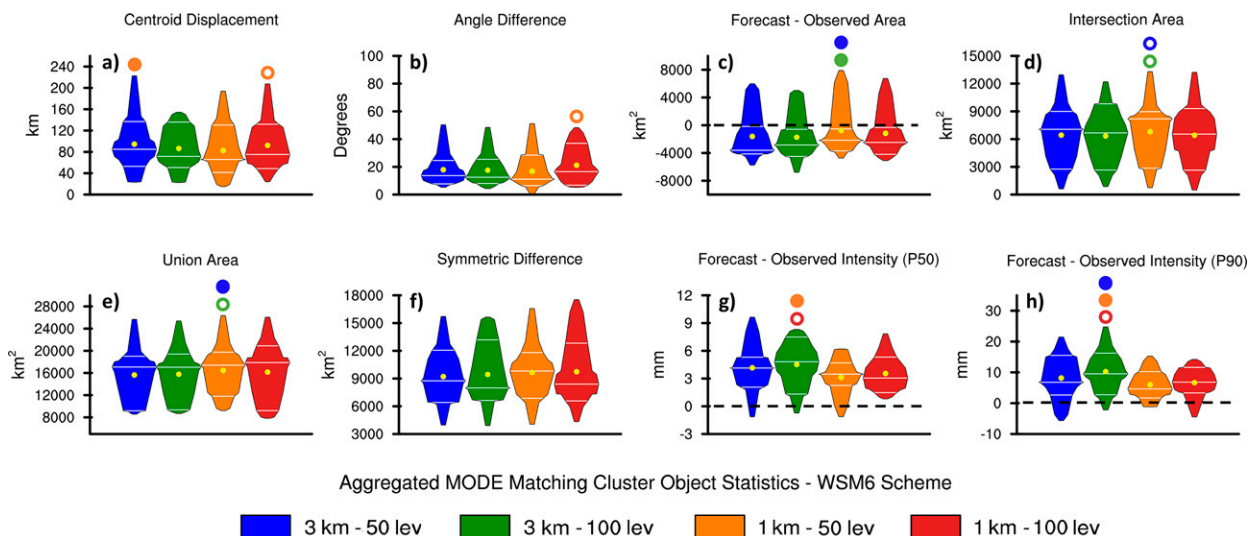 Centroid Displacement
Angle Difference
Forecast - Observed Area
Intersection Area
a)
240
200
160
120
80
40
0
km
b)
100
80
60
40
20
0
Degrees
c)
8000
4000
0
-4000
-8000
km²
d)
15000
12000
9000
6000
3000
0
km²
Union Area
Symmetric Difference
Forecast - Observed Intensity (P50)
Forecast - Observed Intensity (P90)
e)
28000
24000
20000
16000
12000
8000
km²
f)
18000
15000
12000
9000
6000
3000
km²
g)
12
9
6
3
0
-3
mm
h)
30
20
10
0
-10
mm
Aggregated MODE Matching Cluster Object Statistics - WSM6 Scheme
3 km - 50 lev
3 km - 100 lev
1 km - 50 lev
1 km - 100 lev